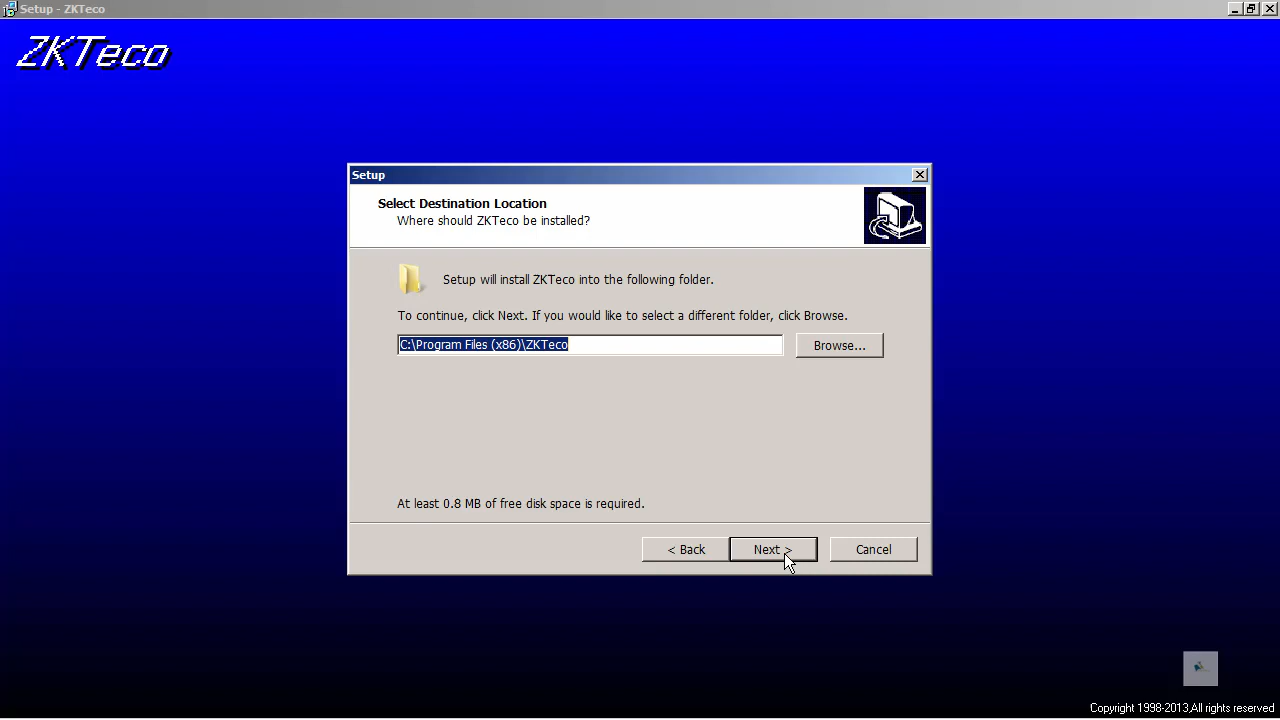 Setup - ZKTeco
ZKTeco
Setup
Select Destination Location
Where should ZKTeco be installed?
Setup will install ZKTeco into the following folder.
To continue, click Next. If you would like to select a different folder, click Browse.
C:\Program Files (x86)\ZKTeco
Browse...
At least 0.8 MB of free disk space is required.
< Back
Next >
Cancel
Copyright 1998-2013,All rights reserved